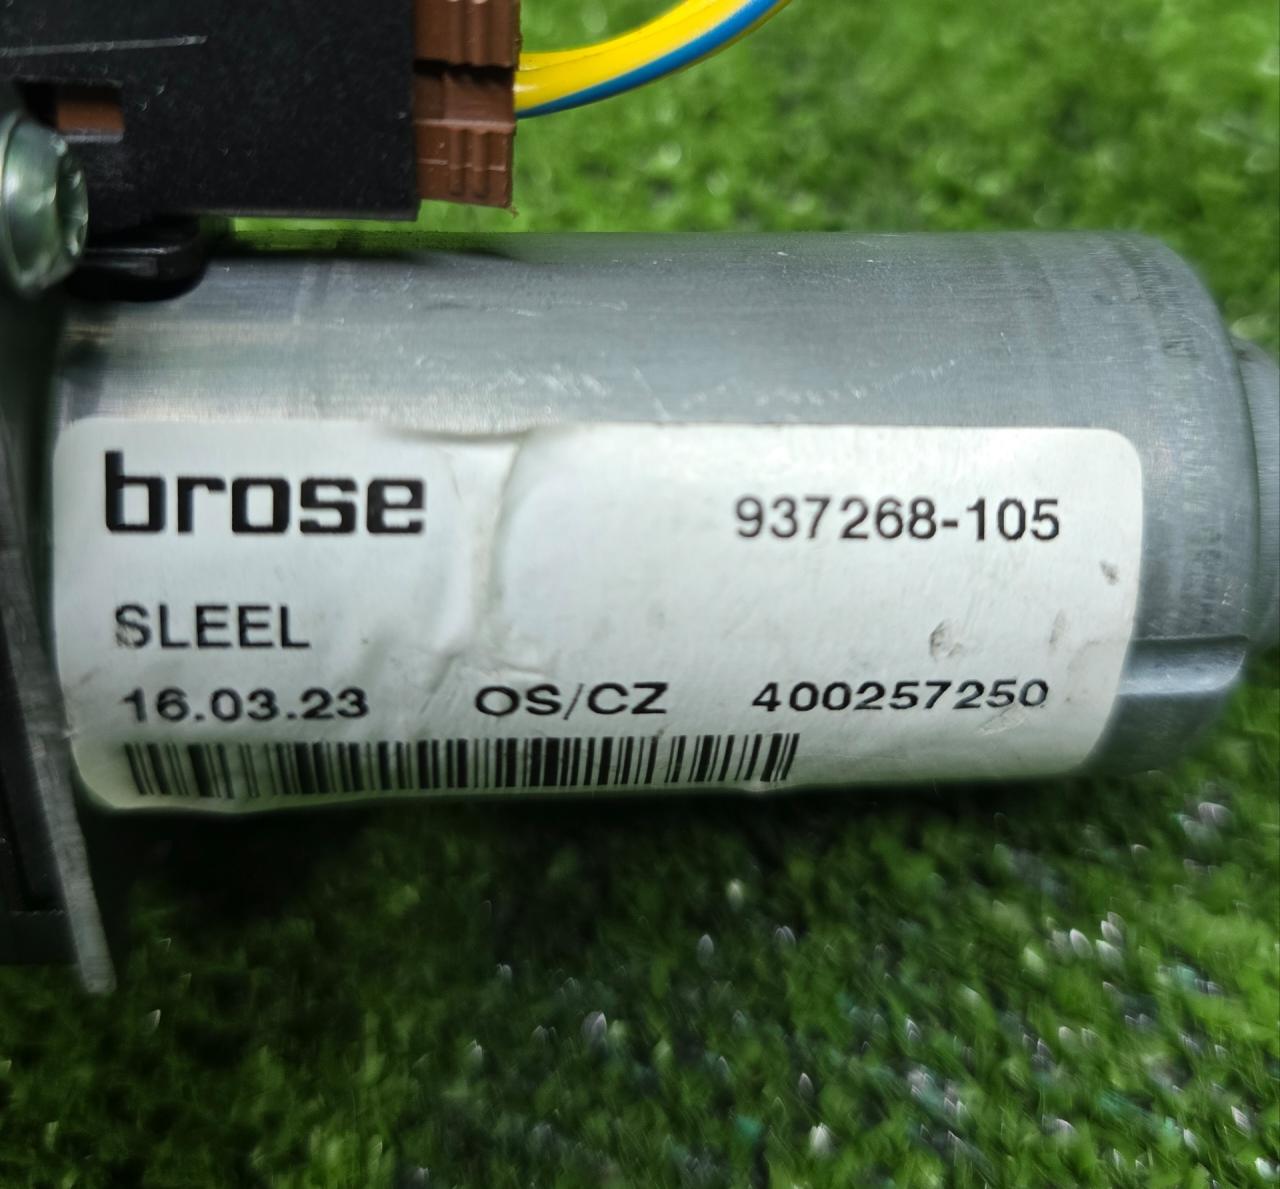 brose
937268-105
SLEEL
16.03.23 OS/CZ 400257250